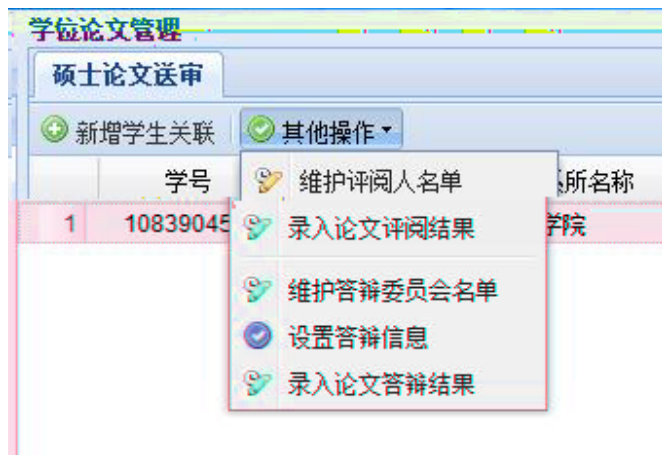 学位论文管理
硕士论文送审
新增学生关联 其他操作
学号 系所名称
维护评阅人名单
1 10839045 学院
录入论文评阅结果
维护答辩委员会名单
设置答辩信息
录入论文答辩结果